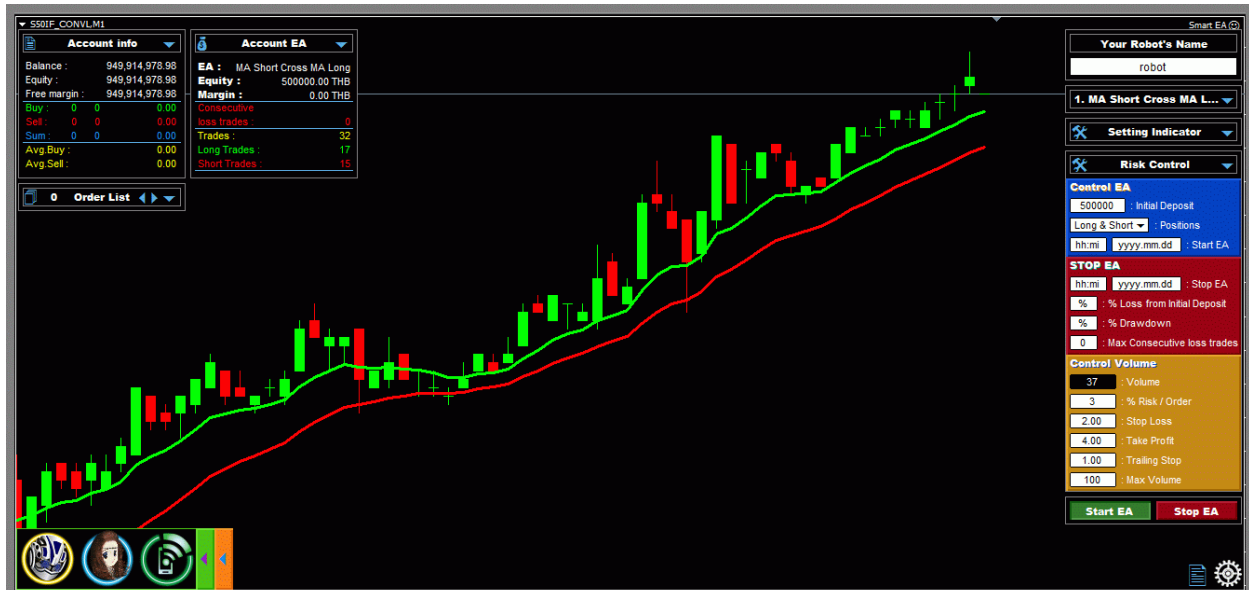 S50IF_CONVI,M1
Smart EA
Account info
Balance : 949,914,978.98
Equity : 949,914,978.98
Free margin : 949,914,978.98
Buy : 0 0 0.00
Sell : 0 0 0.00
Sum : 0 0 0.00
Avg.Buy : 0.00
Avg.Sell : 0.00
0 Order List
Account EA
EA : MA Short Cross MA Long
Equity : 500000.00 THB
Margin : 0.00 THB
Consecutive
loss trades : 0
Trades : 32
Long Trades : 17
Short Trades : 15
Your Robot's Name
robot
1. MA Short Cross MA L...
Setting Indicator
Risk Control
Control EA
500000 : Initial Deposit
Long & Short : Positions
hh:mi yyyy.mm.dd : Start EA
STOP EA
hh:mi yyyy.mm.dd : Stop EA
% : % Loss from Initial Deposit
% : % Drawdown
0 : Max Consecutive loss trades
Control Volume
37 : Volume
3 : % Risk / Order
2.00 : Stop Loss
4.00 : Take Profit
1.00 : Trailing Stop
100 : Max Volume
Start EA Stop EA